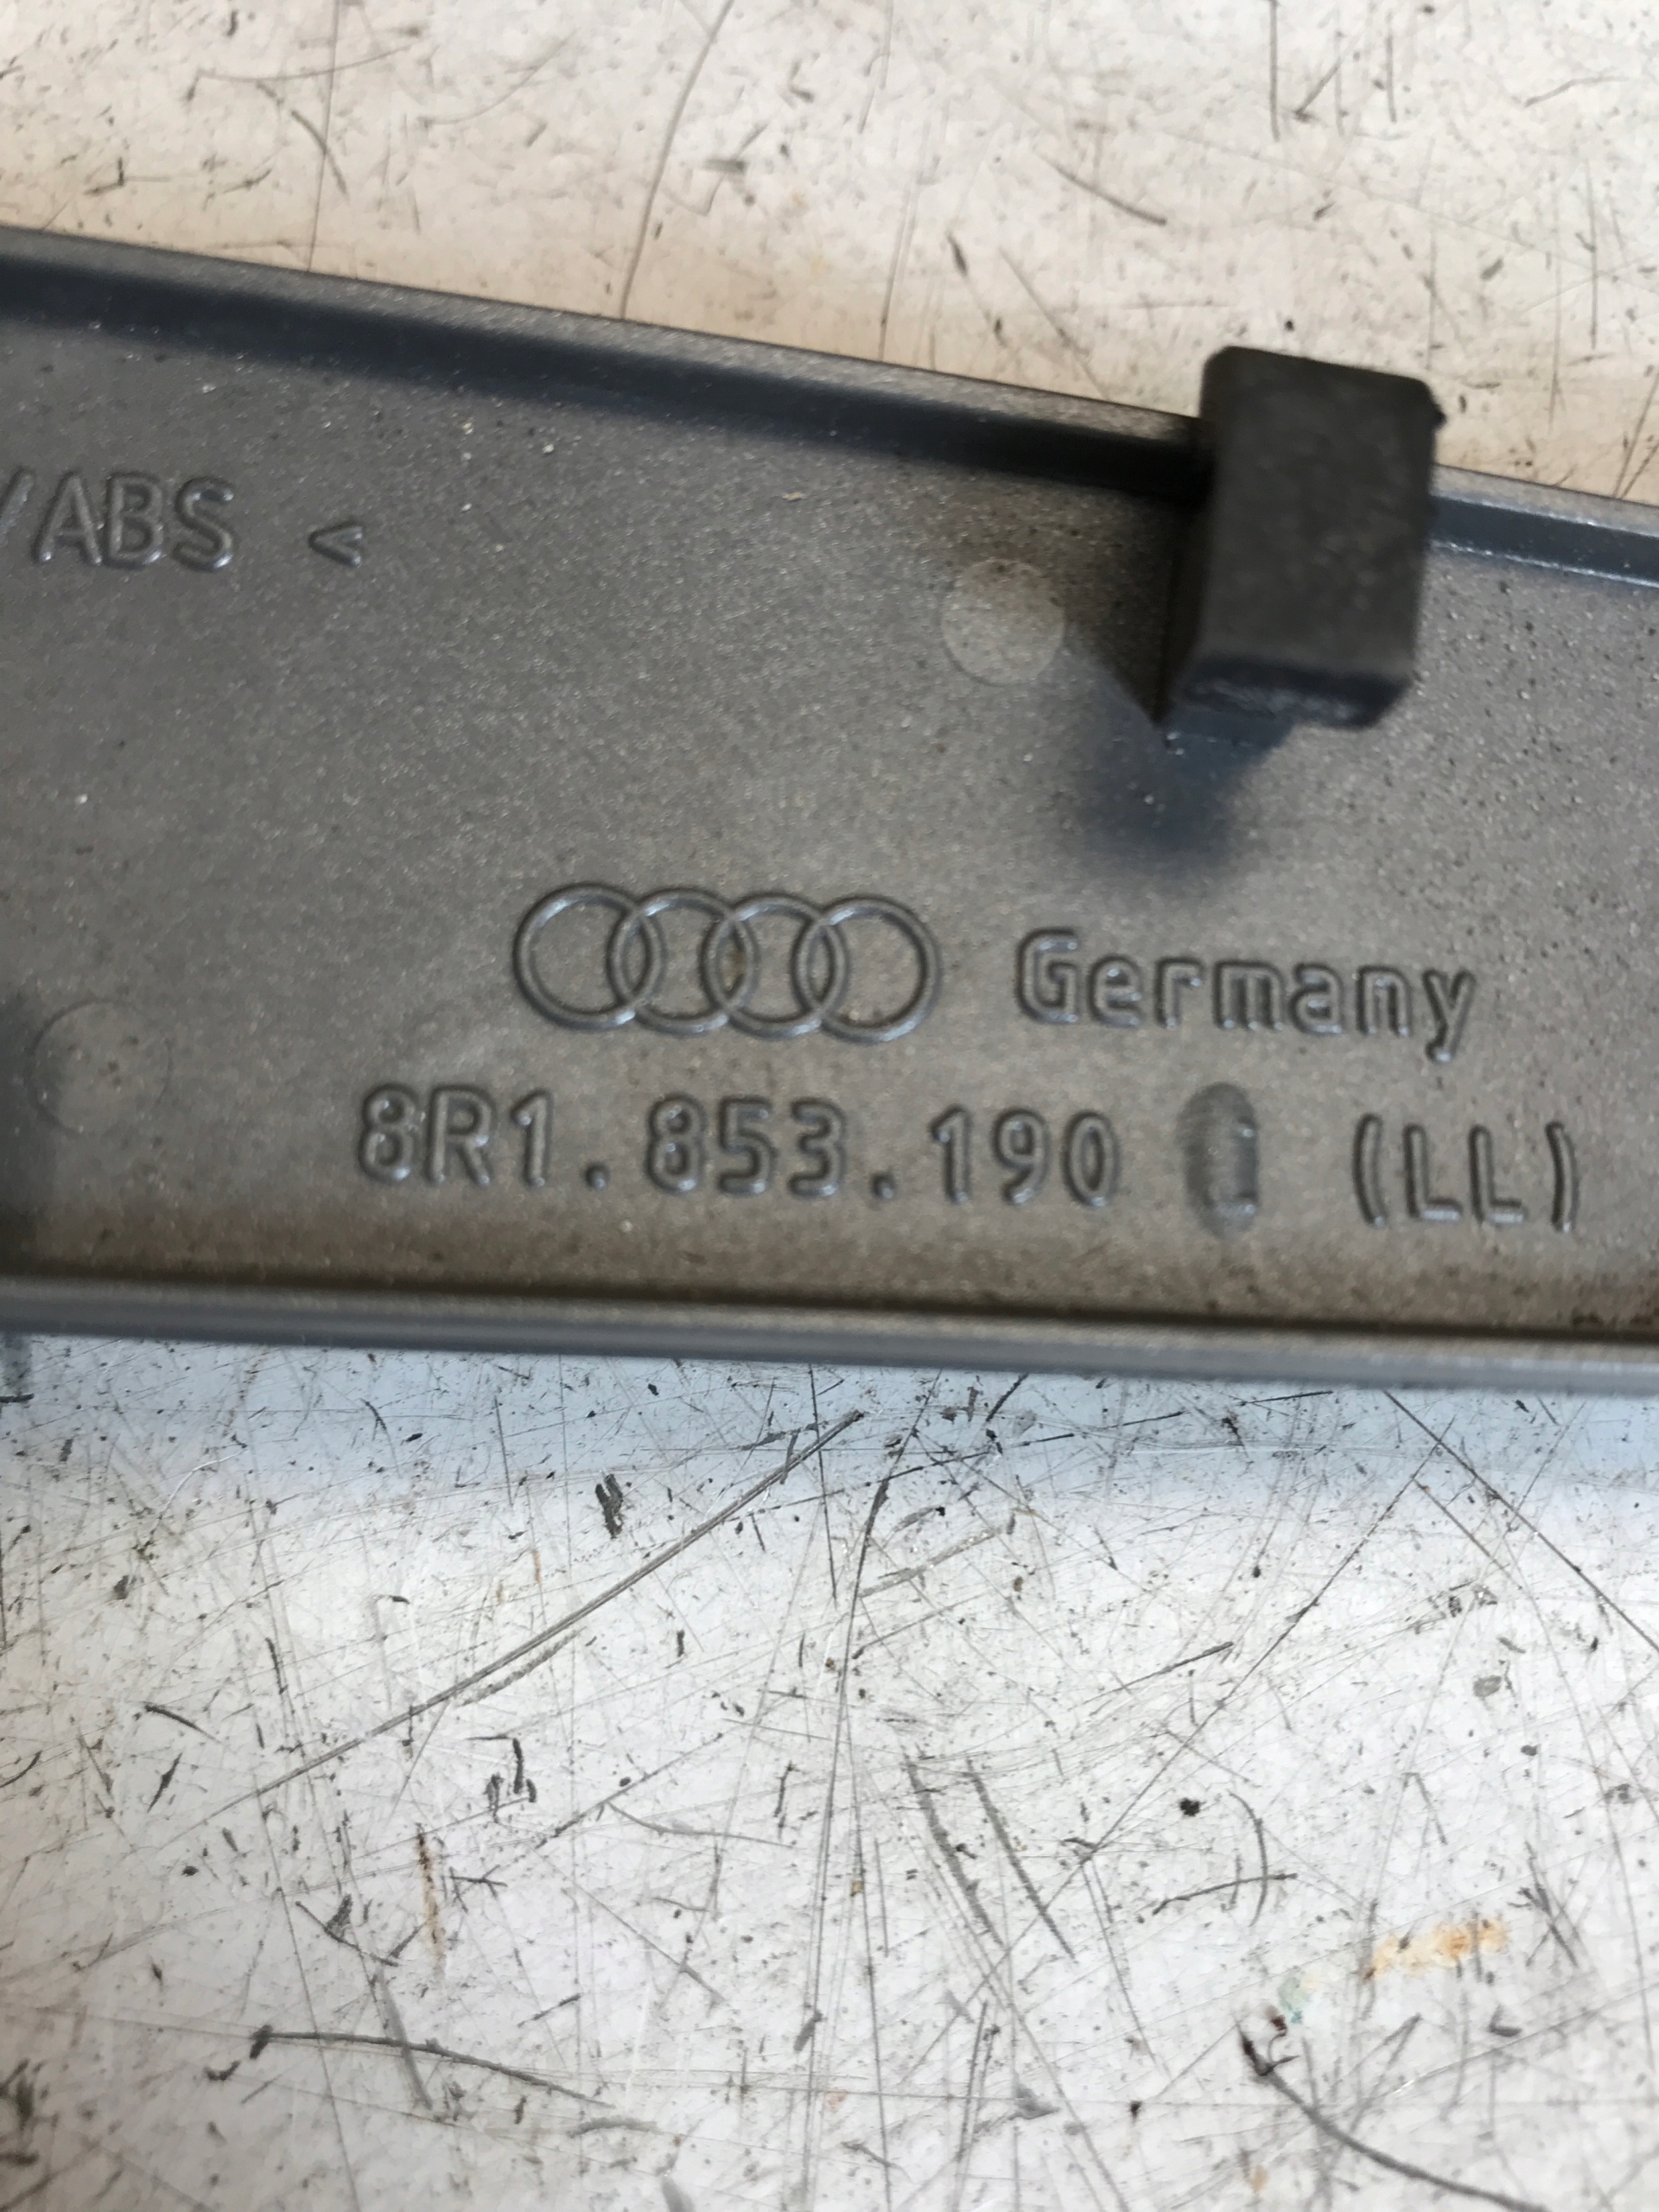 /ABS <
Germany
8R1.853.190 (LL)